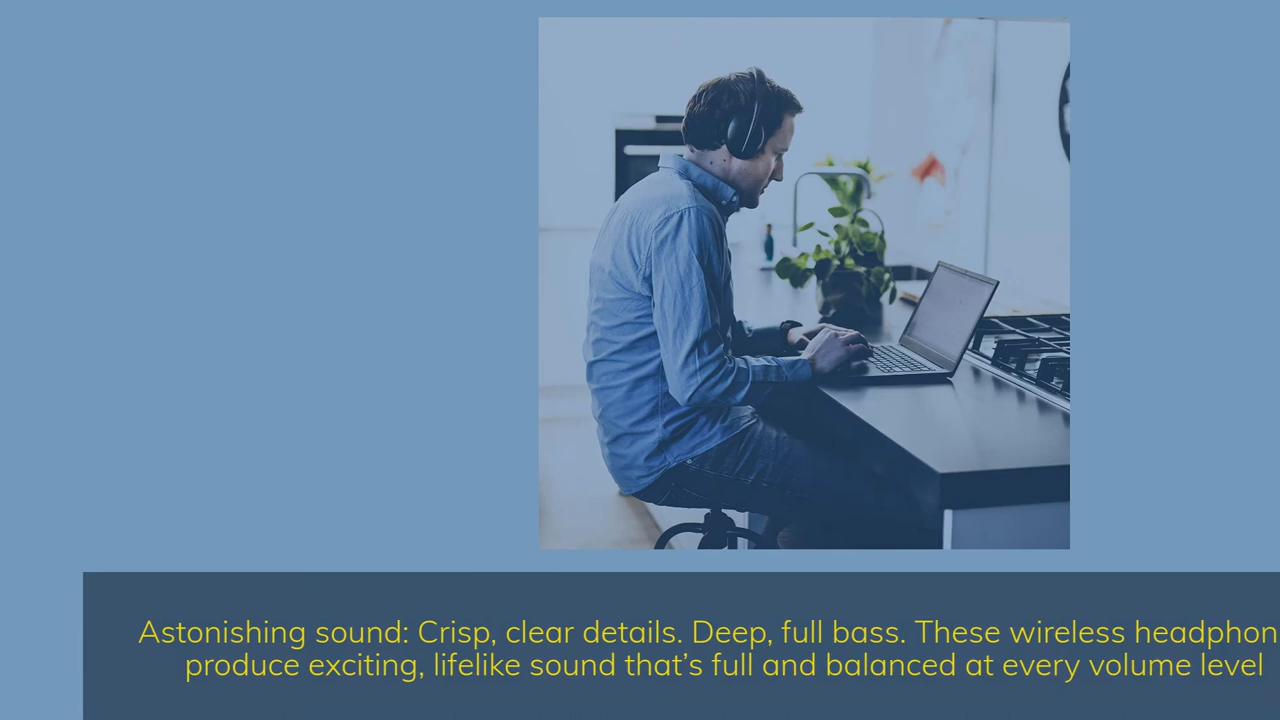 Astonishing sound: Crisp, clear details. Deep, full bass. These wireless headphon
produce exciting, lifelike sound that’s full and balanced at every volume level